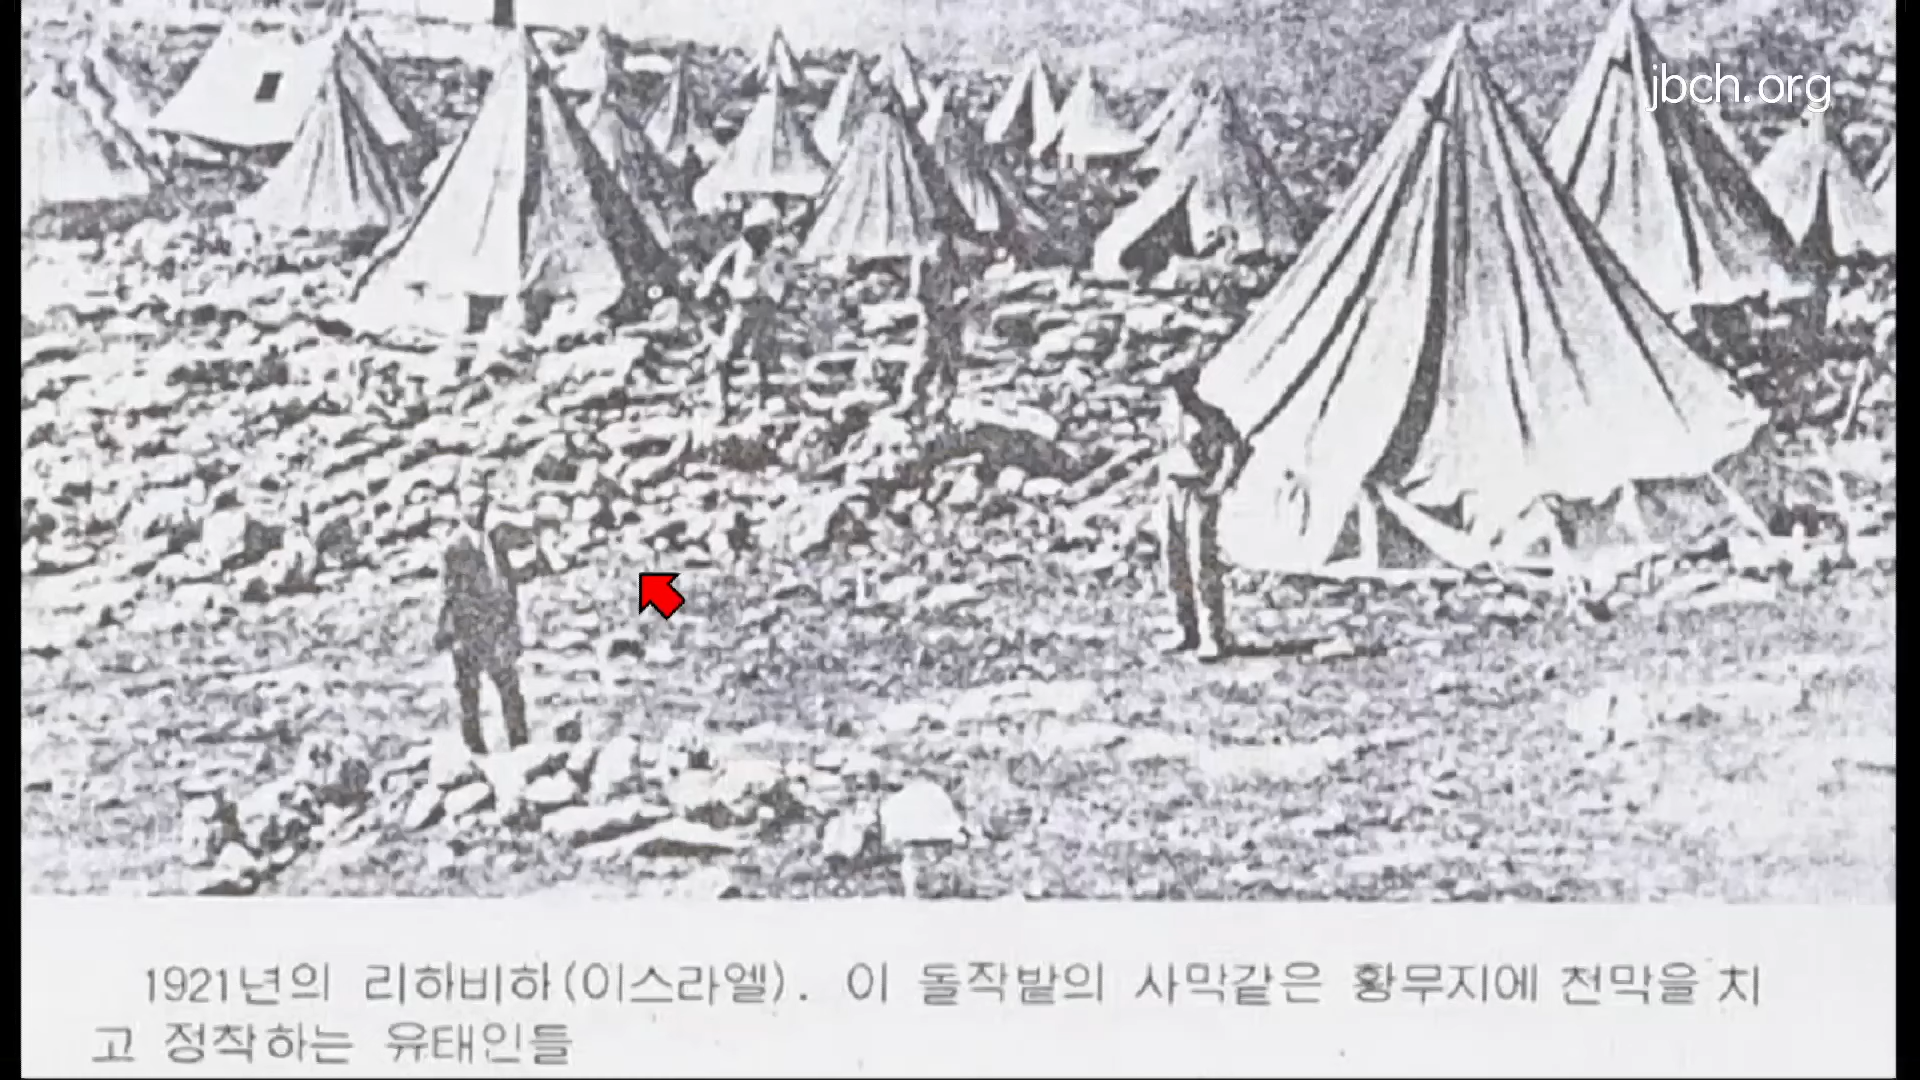 jbch.org
1921년의 리하비하(이스라엘). 이 돌작밭의 사막같은 황무지에 천막을 치
고 정착하는 유태인들